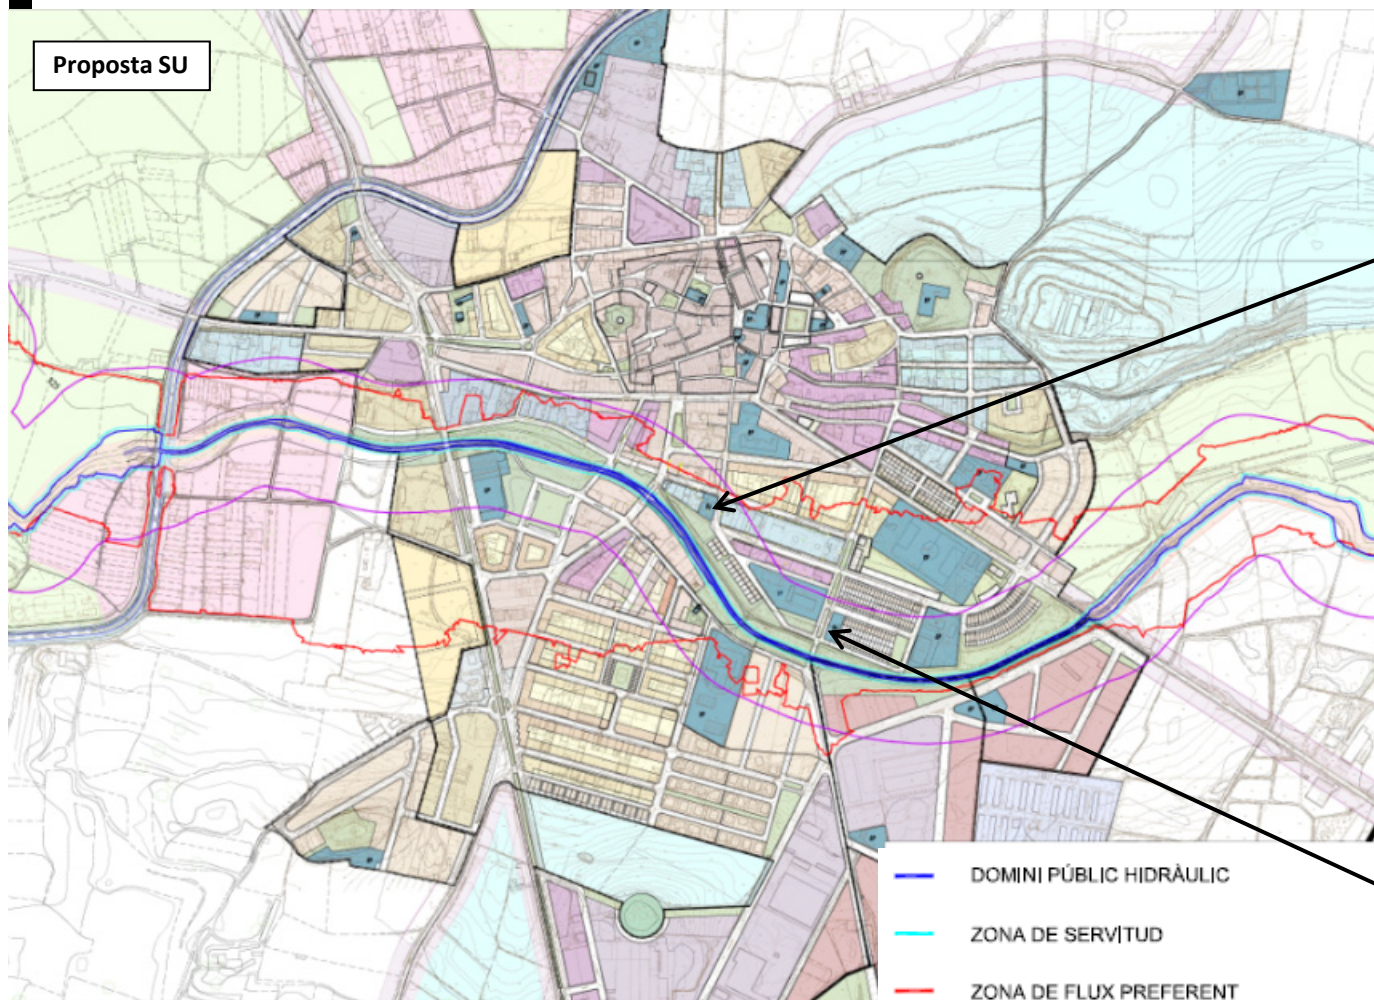 Proposta SU
DOMINI PÚBLIC HIDRÀULIC
ZONA DE SERVITUD
ZONA DE FLUX PREFERENT